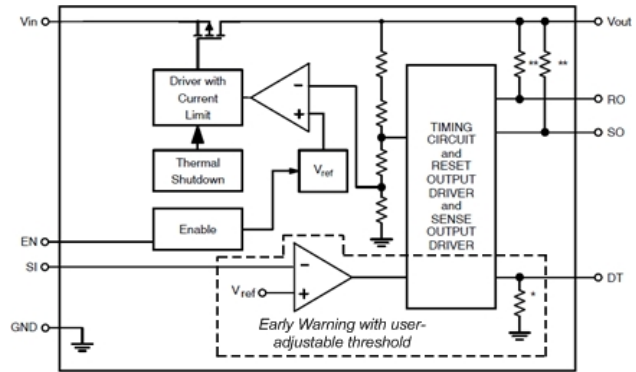 Vin
Vout
Driver with
Current
Limit
−
+
**
**
RO
SO
TIMING
CIRCUIT
and
RESET
OUTPUT
DRIVER
and
SENSE
OUTPUT
DRIVER
Thermal
Shutdown
Vref
Enable
EN
SI
−
+
Vref
DT
*
Early Warning with user-
adjustable threshold
GND